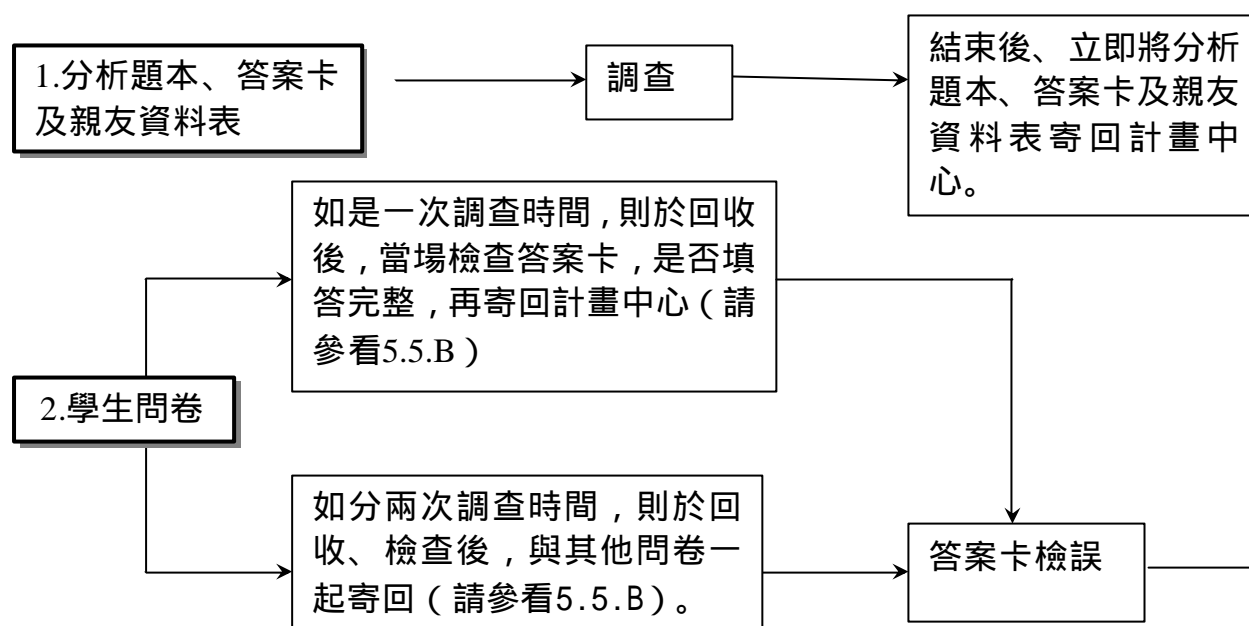 1.分析題本、答案卡
及親友資料表
調查
結束後、立即將分析
題本、答案卡及親友
資料表寄回計畫中
心。
如是一次調查時間，則於回收
後，當場檢查答案卡，是否填
答完整，再寄回計畫中心（請
參看5.5.B）
2.學生問卷
如分兩次調查時間，則於回
收、檢查後，與其他問卷一
起寄回（請參看5.5.B）。
答案卡檢誤